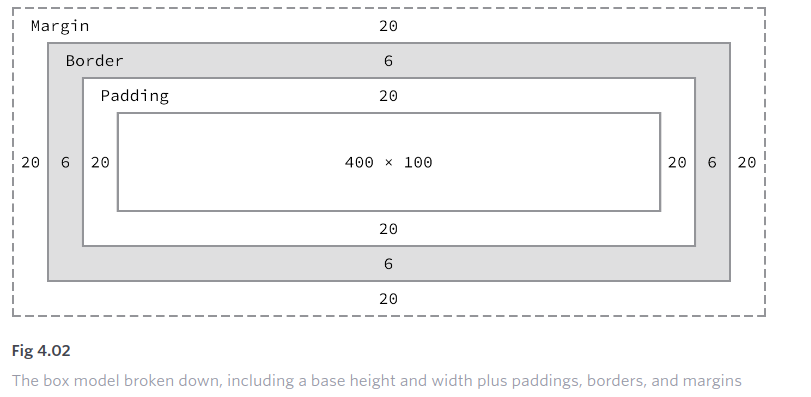 Margin 20
Border 6
Padding 20
20 6 20 400 × 100 20 6 20
20
6
20
Fig 4.02
The box model broken down, including a base height and width plus paddings, borders, and margins